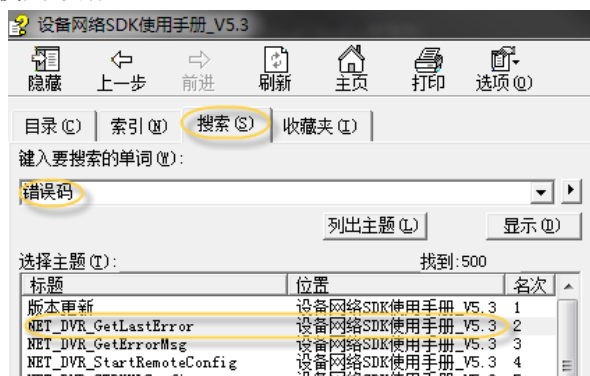 设备网络SDK使用手册_V5.3
隐藏 上一步 前进 刷新 主页 打印 选项(O)
目录(C) 索引(N) 搜索(S) 收藏夹(I)
键入要搜索的单词(W):
错误码
列出主题(L) 显示(D)
选择主题(T): 找到:500
标题 位置 名次
版本更新 设备网络SDK使用手册_V5.3 1
NET_DVR_GetLastError 设备网络SDK使用手册_V5.3 2
NET_DVR_GetErrorMsg 设备网络SDK使用手册_V5.3 3
NET_DVR_StartRemoteConfig 设备网络SDK使用手册_V5.3 4